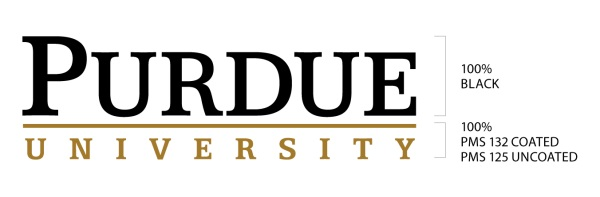 PURDUE
UNIVERSITY
100%
BLACK
100%
PMS 132 COATED
PMS 125 UNCOATED